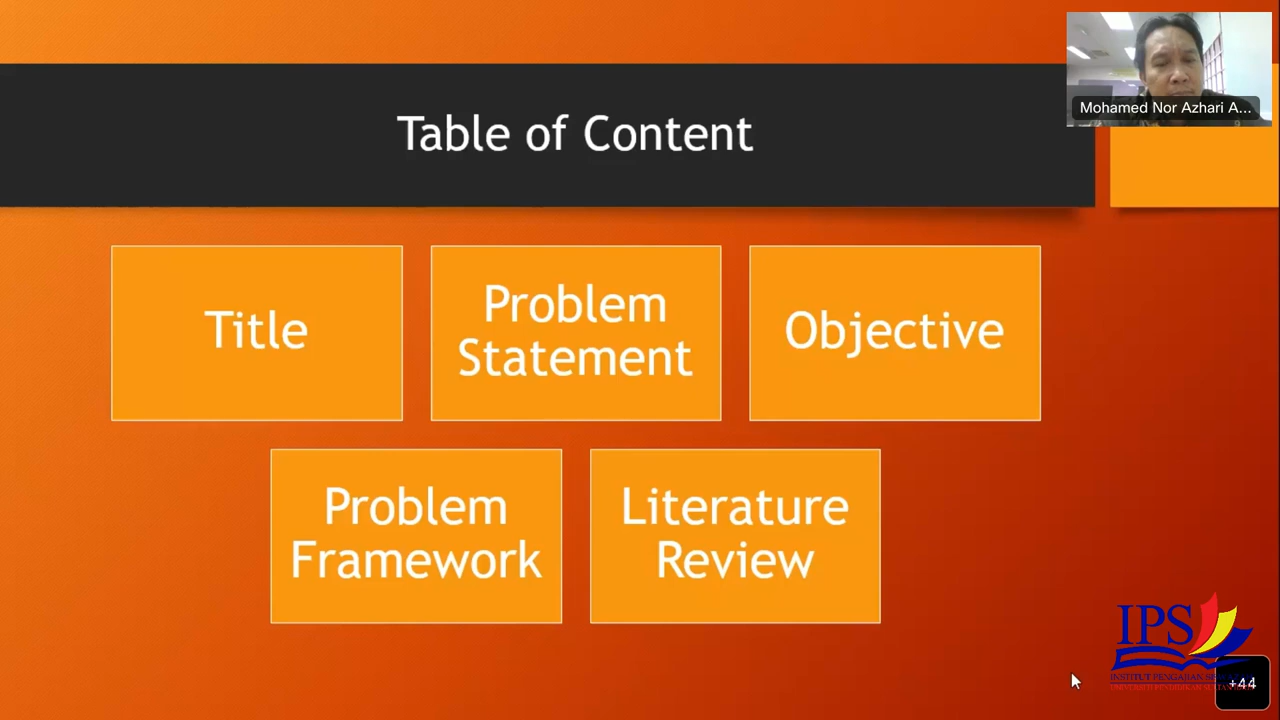 Table of Content
Mohamed Nor Azhari A...
Title
Problem
Statement
Objective
Problem
Framework
Literature
Review
IPS
INSTITUT PENGAJIAN
+44